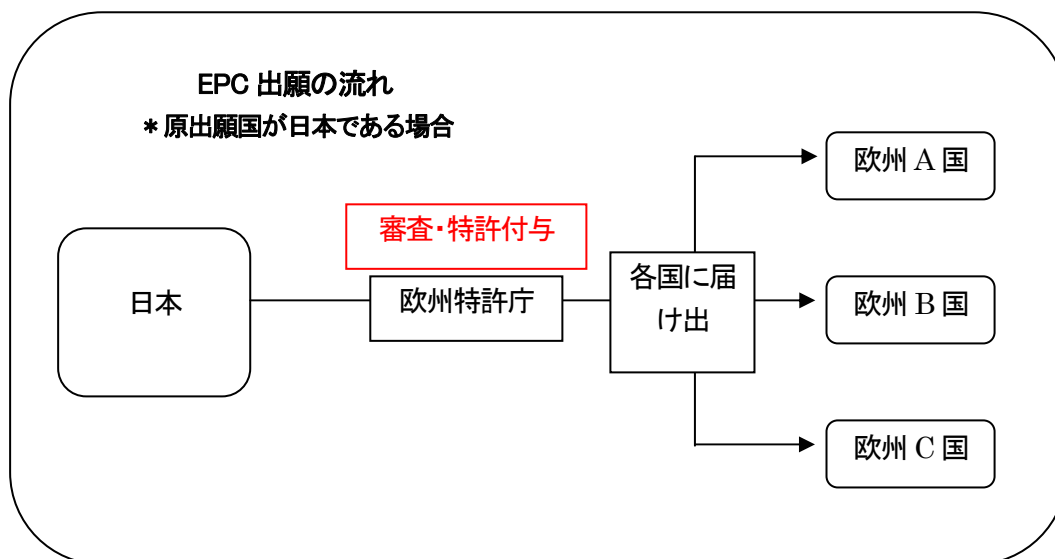 EPC 出願の流れ
＊原出願国が日本である場合
欧州 A 国
審査・特許付与
日本
欧州特許庁
各国に届
け出
欧州 B 国
欧州 C 国